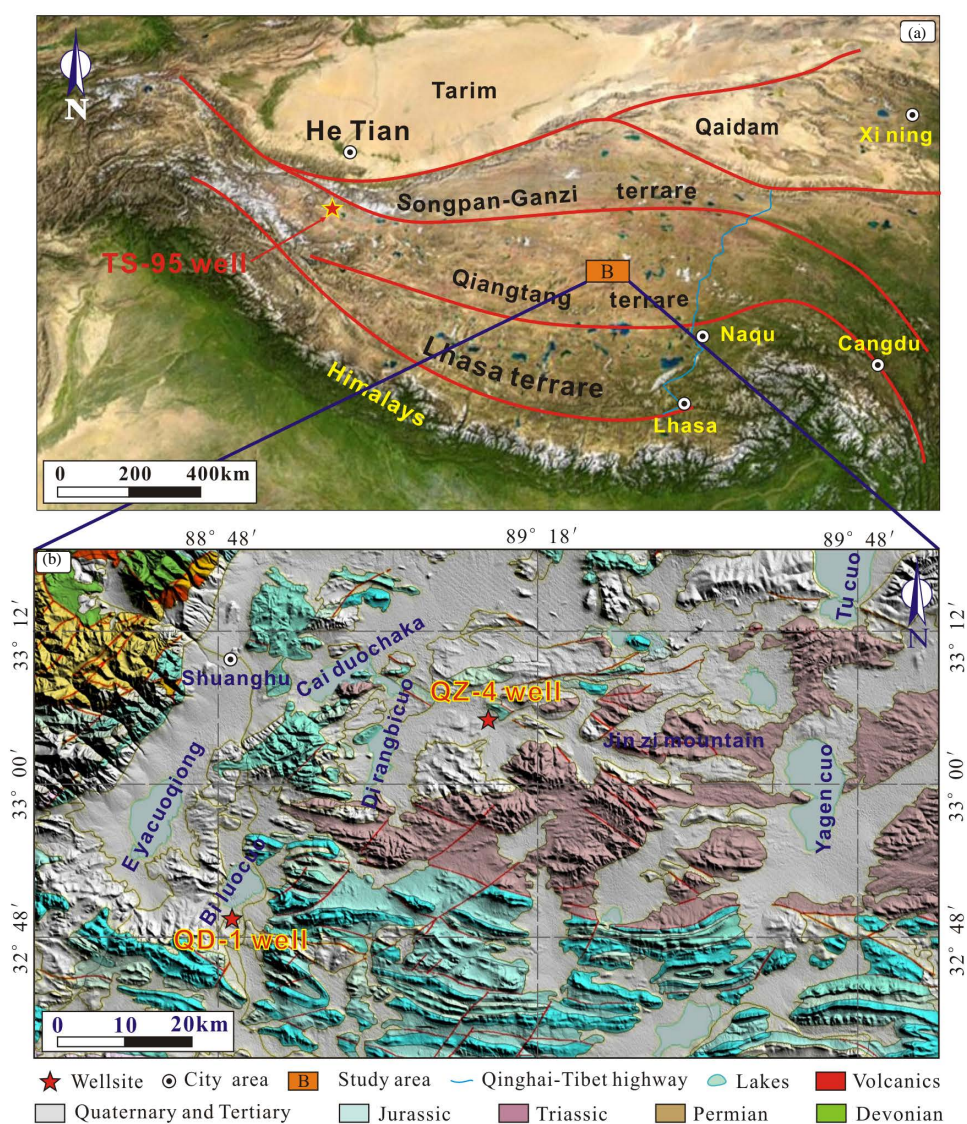 (a)
N
Tarim
He Tian
Qaidam
Xi ning
Songpan-Ganzi terrare
TS-95 well
B
Qiangtang terrare
Naqu
Cangdu
Lhasa terrare
Himalays
Lhasa
0 200 400km
88° 48′ 89° 18′ 89° 48′
(b)
Tu cuo
N
33° 12′
33° 12′
Shuanghu
Cai duochaka
QZ-4 well
Jin zi mountain
Di rangbicuo
33° 00′
33° 00′
E yacuoqiong
Yagen cuo
Bi luocuo
32° 48′
32° 48′
QD-1 well
0 10 20km
Wellsite City area B Study area Qinghai-Tibet highway Lakes Volcanics
Quaternary and Tertiary Jurassic Triassic Permian Devonian